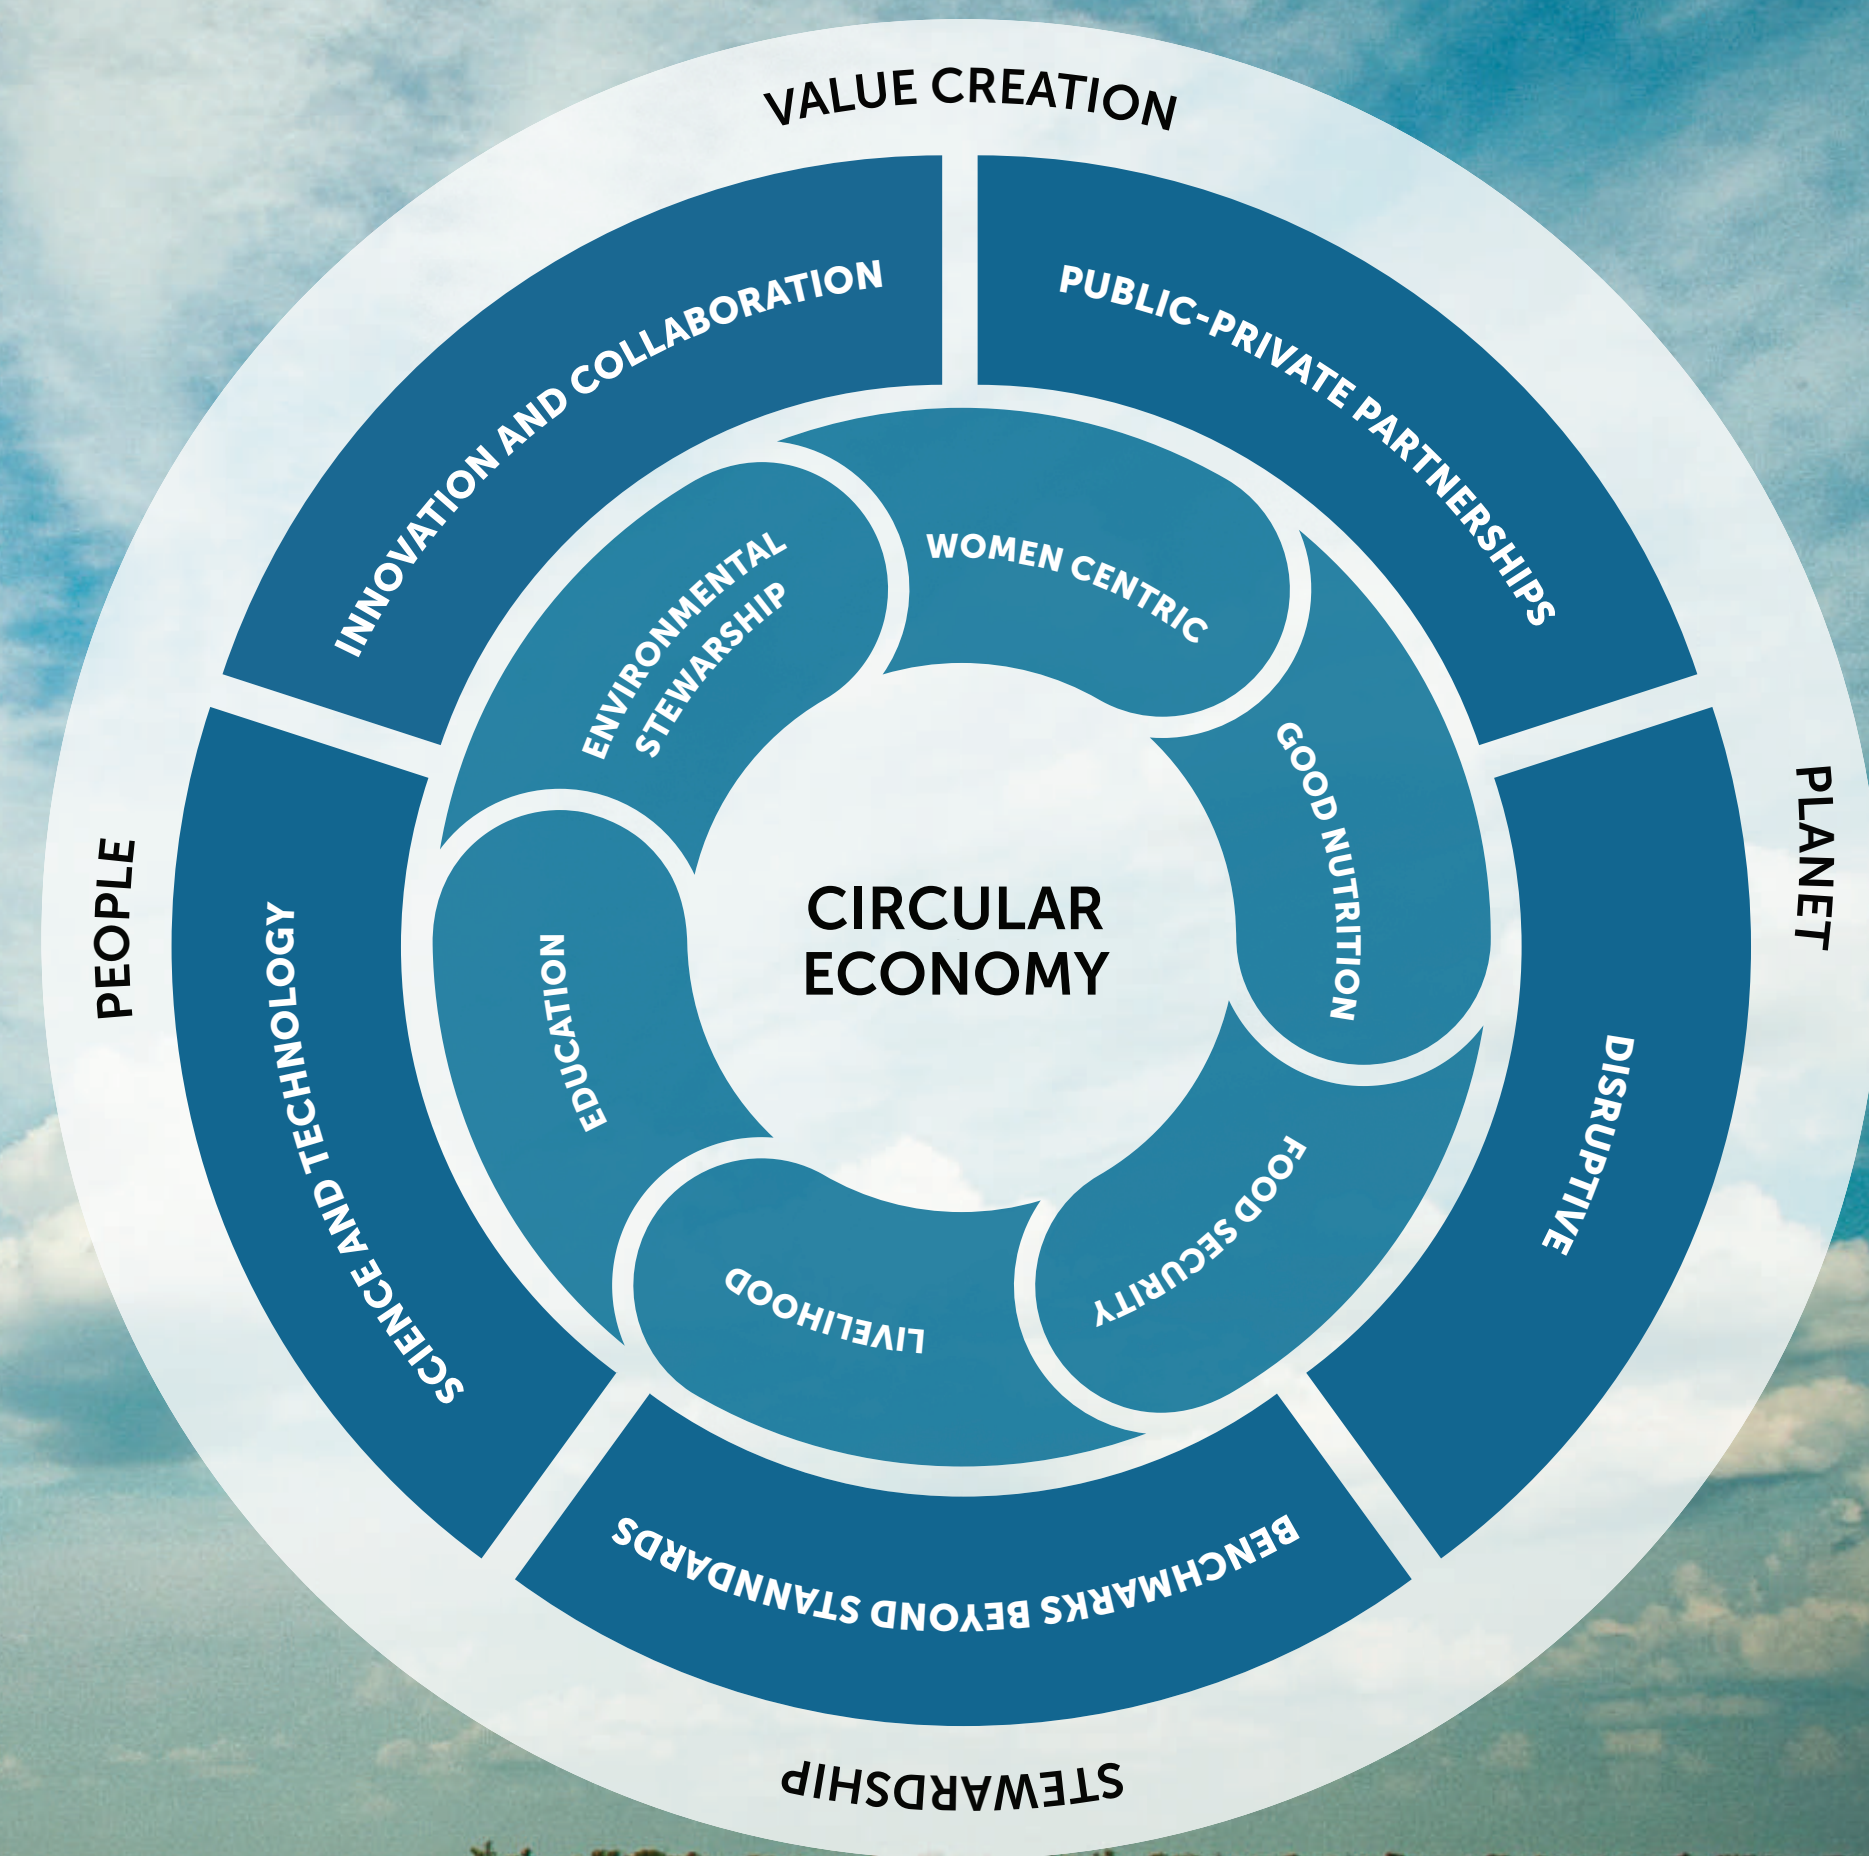 VALUE CREATION
PLANET
STEWARDSHIP
PEOPLE
INNOVATION AND COLLABORATION
PUBLIC-PRIVATE PARTNERSHIPS
DISRUPTIVE
BENCHMARKS BEYOND STANNDARDS
SCIENCE AND TECHNOLOGY
ENVIRONMENTAL
STEWARSHIP
WOMEN CENTRIC
GOOD NUTRITION
FOOD SECURITY
LIVELIHOOD
EDUCATION
CIRCULAR
ECONOMY